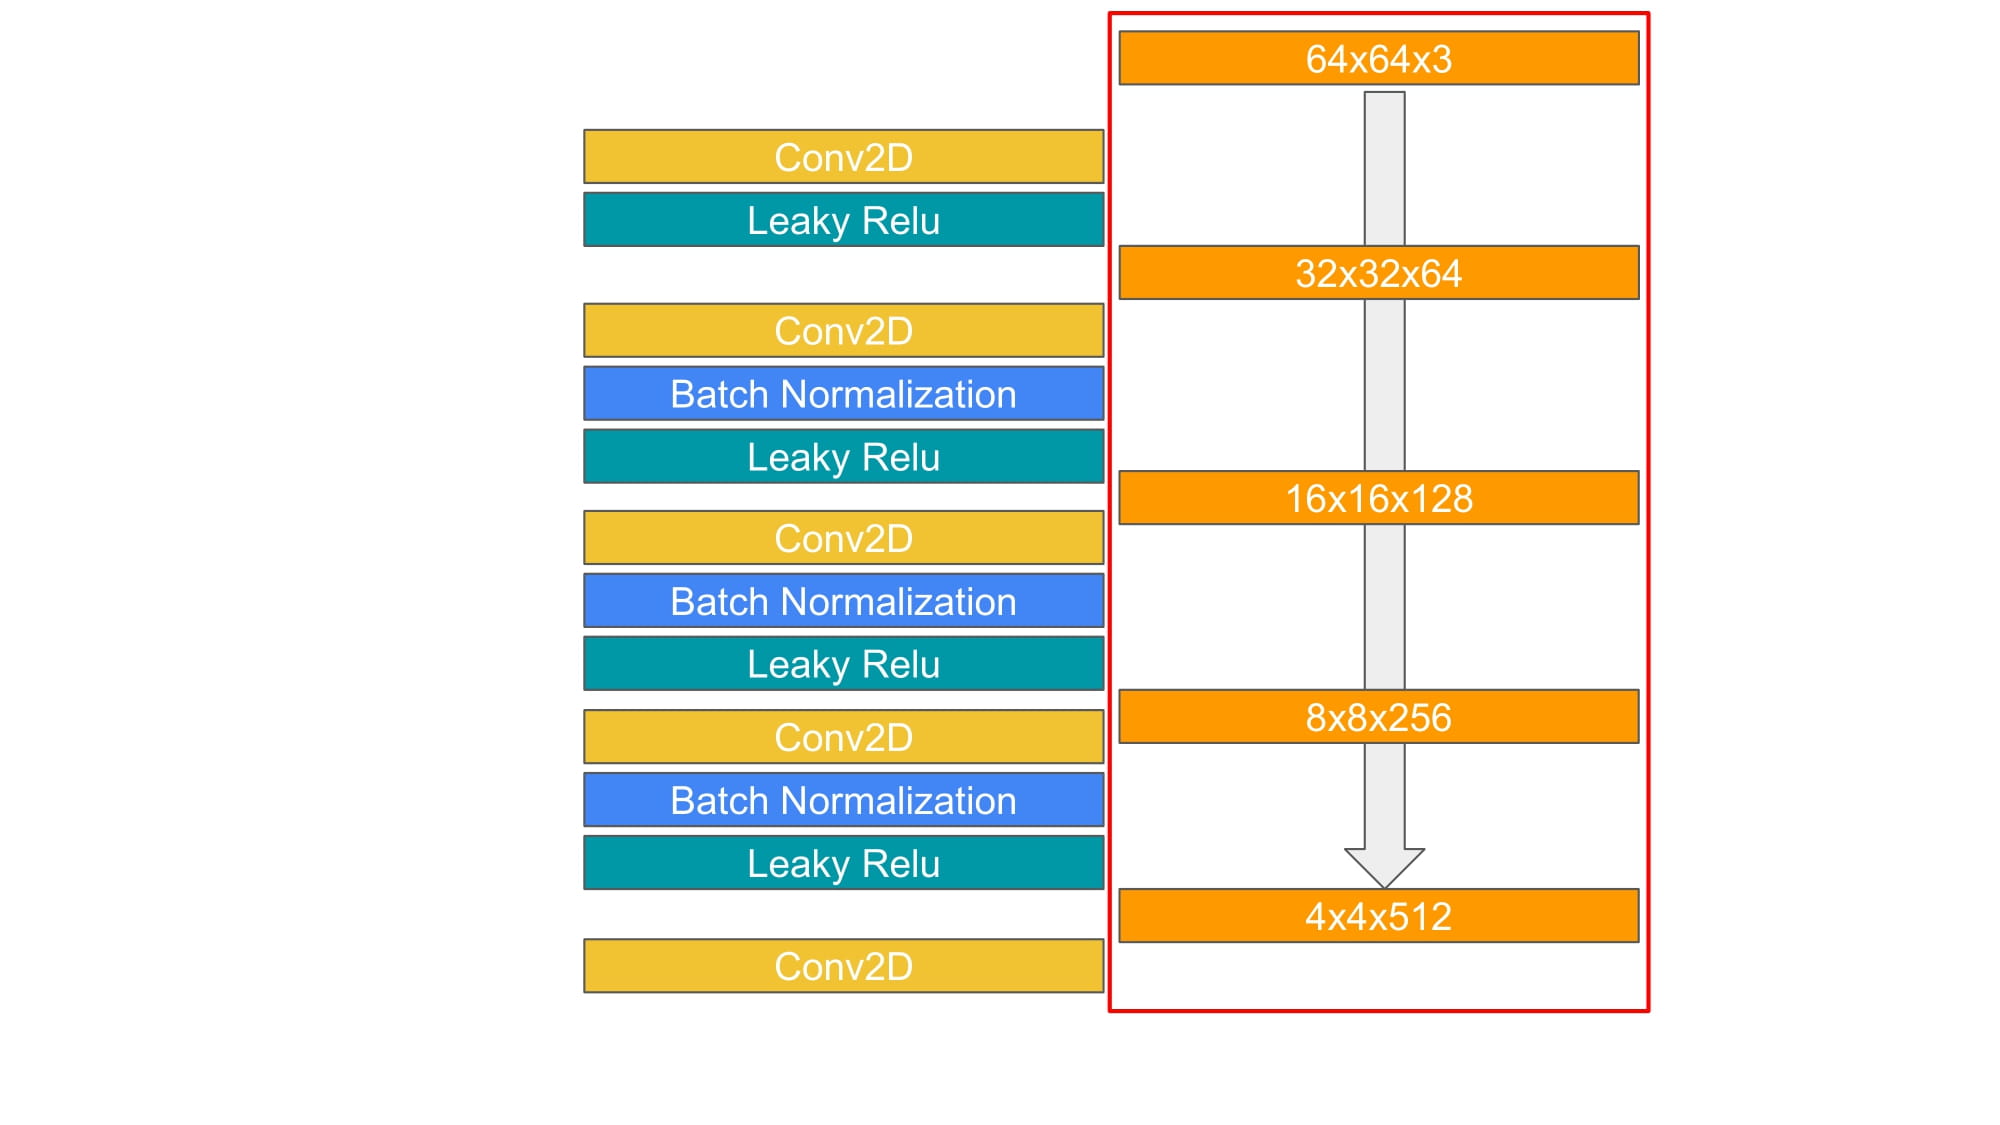 64x64x3
Conv2D
Leaky Relu
32x32x64
Conv2D
Batch Normalization
Leaky Relu
16x16x128
Conv2D
Batch Normalization
Leaky Relu
8x8x256
Conv2D
Batch Normalization
Leaky Relu
4x4x512
Conv2D